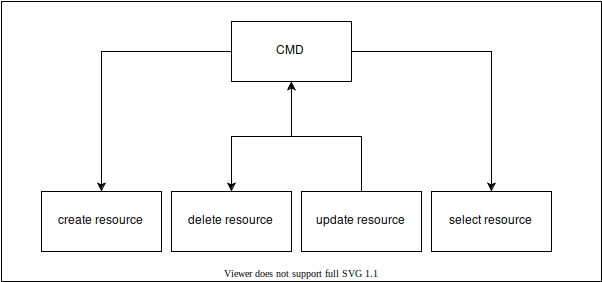 CMD
create resource
delete resource
update resource
select resource
Viewer does not support full SVG 1.1